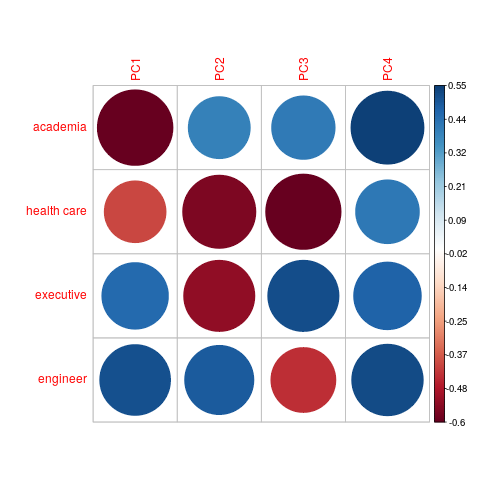 PC1 PC2 PC3 PC4
academia
health care
executive
engineer
0.55
0.44
0.32
0.21
0.09
-0.02
-0.14
-0.25
-0.37
-0.48
-0.6